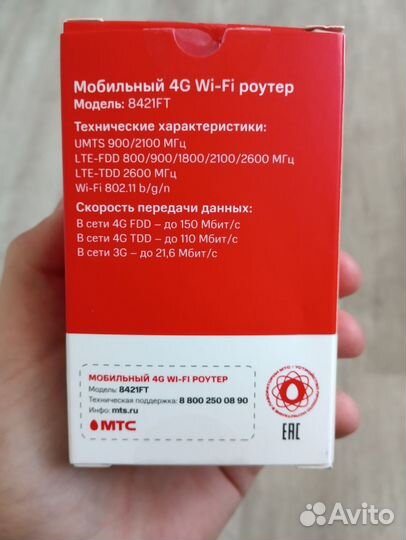 Мобильный 4G Wi-Fi роутер
Модель: 8421FT
Технические характеристики:
UMTS 900/2100 МГц
LTE-FDD 800/900/1800/2100/2600 МГц
LTE-TDD 2600 МГц
Wi-Fi 802.11 b/g/n
Скорость передачи данных:
В сети 4G FDD – до 150 Мбит/с
В сети 4G TDD – до 110 Мбит/с
В сети 3G – до 21,6 Мбит/с
МОБИЛЬНЫЙ 4G WI-FI РОУТЕР
Модель: 8421FT
Техническая поддержка: 8 800 250 08 90
Инфо: mts.ru
МТС
ЕАС
Avito